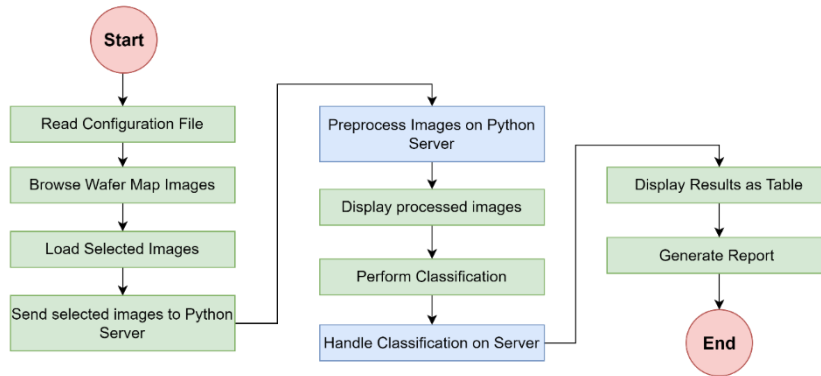 Start
Read Configuration File
Browse Wafer Map Images
Load Selected Images
Send selected images to Python
Server
Preprocess Images on Python
Server
Display processed images
Perform Classification
Handle Classification on Server
Display Results as Table
Generate Report
End